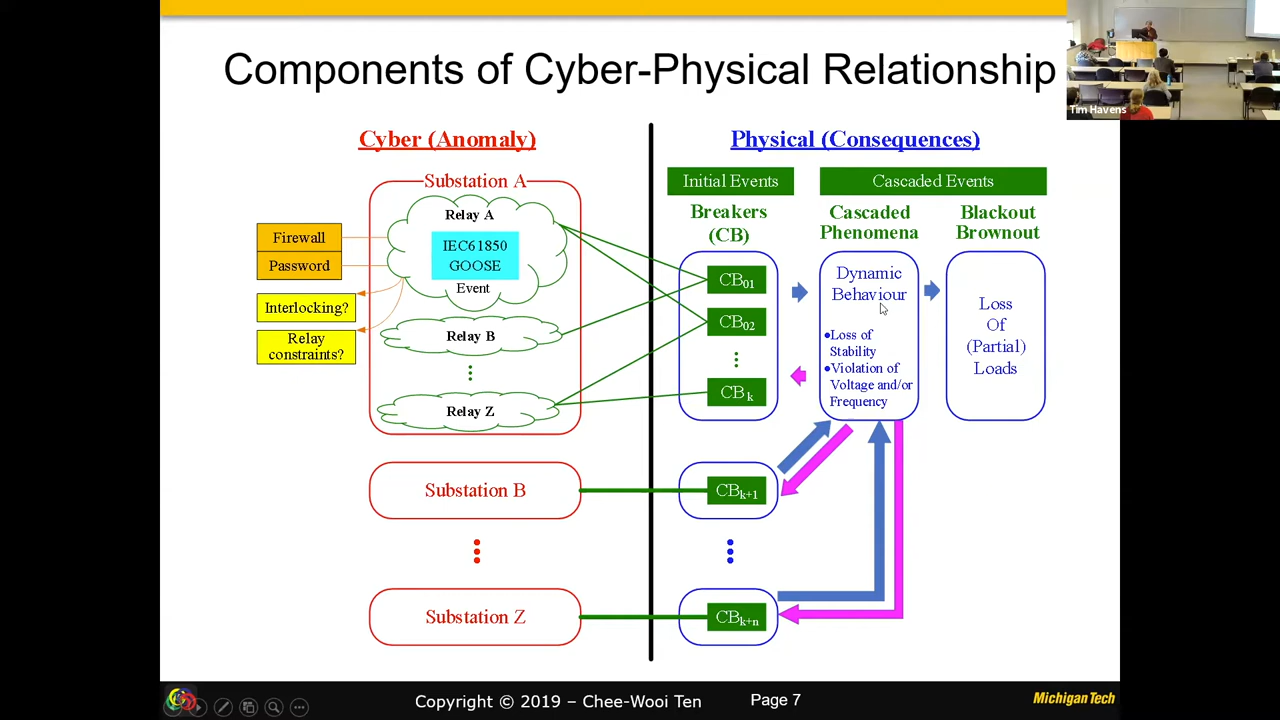 Components of Cyber-Physical Relationship
Tim Havens
Cyber (Anomaly)
Physical (Consequences)
Substation A
Relay A
IEC61850
GOOSE
Event
Firewall
Password
Interlocking?
Relay
constraints?
Relay B
Relay Z
Substation B
Substation Z
Initial Events
Cascaded Events
Breakers
(CB)
Cascaded
Phenomena
Blackout
Brownout
CB01
CB02
CBk
Dynamic
Behaviour
•Loss of
Stability
•Violation of
Voltage and/or
Frequency
Loss
Of
(Partial)
Loads
CBk+1
CBk+n
Copyright © 2019 – Chee-Wooi Ten
Page 7
Michigan Tech